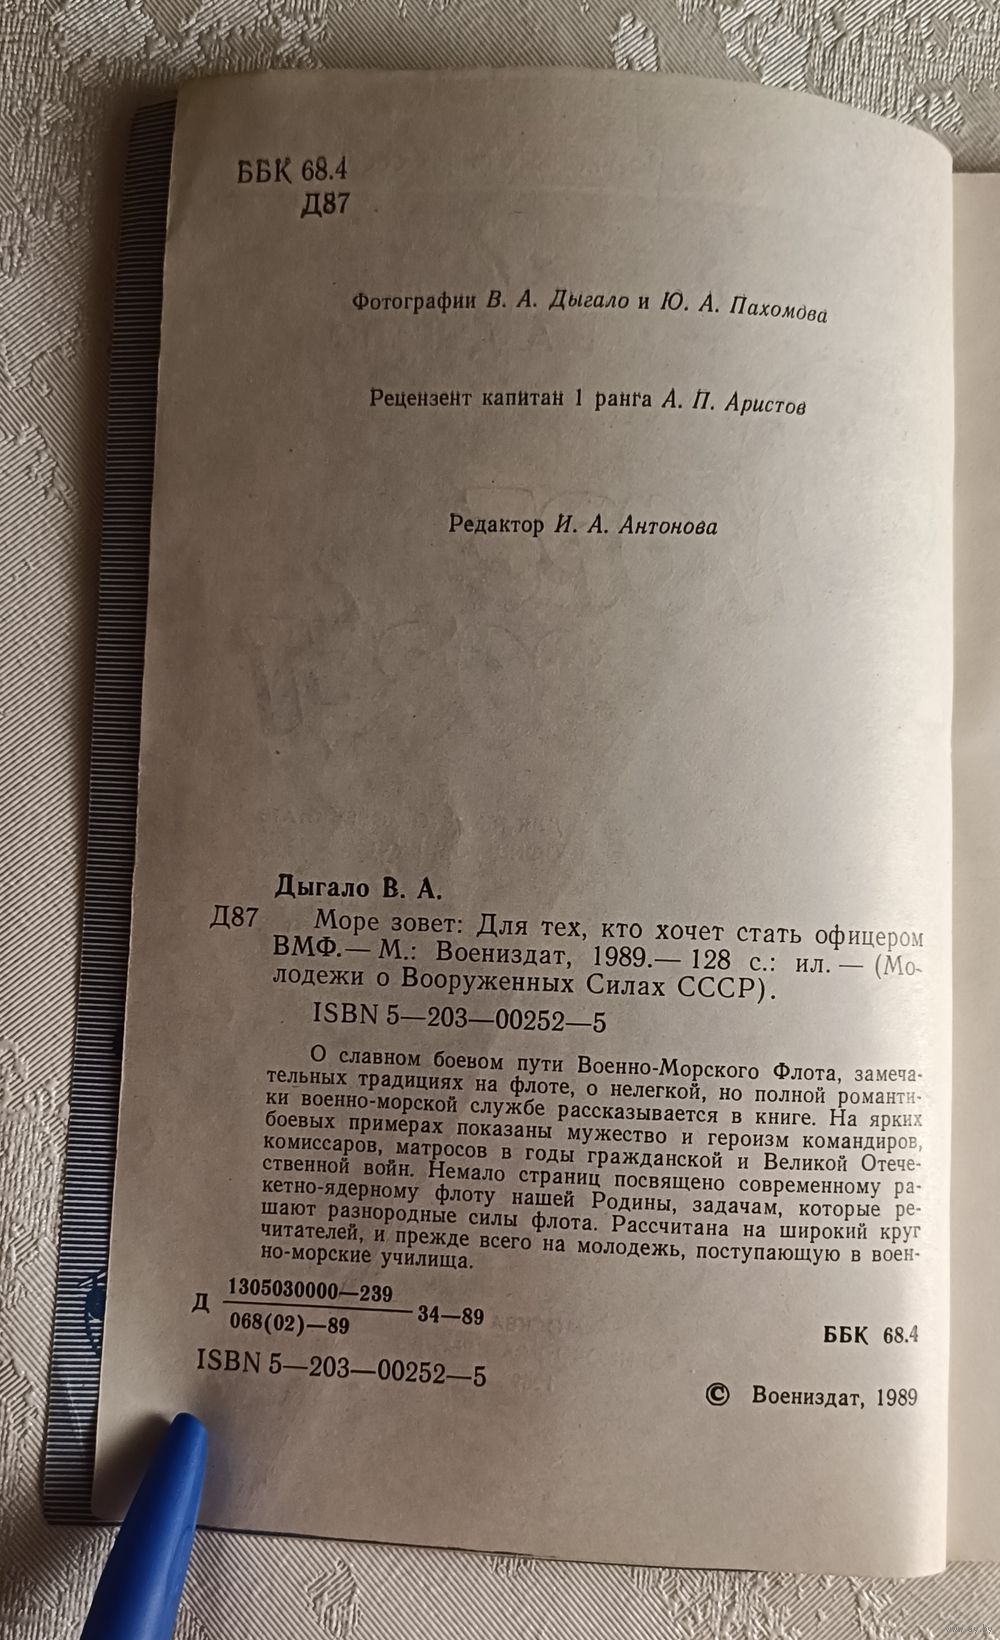 ББК 68.4
Д87
Фотографии В. А. Дыгало и Ю. А. Пахомова
Рецензент капитан 1 ранга А. П. Аристов
Редактор И. А. Антонова
Дыгало В. А.
Д87 Море зовет: Для тех, кто хочет стать офицером
ВМФ.— М.: Воениздат, 1989.— 128 с.: ил. — (Мо-
лодежи о Вооруженных Силах СССР).
ISBN 5—203—00252—5
О славном боевом пути Военно-Морского Флота, замеча-
тельных традициях на флоте, о нелегкой, но полной романти-
ки военно-морской службе рассказывается в книге. На ярких
боевых примерах показаны мужество и героизм командиров,
комиссаров, матросов в годы гражданской и Великой Отече-
ственной войн. Немало страниц посвящено современному ра-
кетно-ядерному флоту нашей Родины, задачам, которые ре-
шают разнородные силы флота. Рассчитана на широкий круг
читателей, и прежде всего на молодежь, поступающую в воен-
но-морские училища.
Д 1305030000—239
068(02)—89 34—89
ББК 68.4
ISBN 5—203—00252—5
© Воениздат, 1989